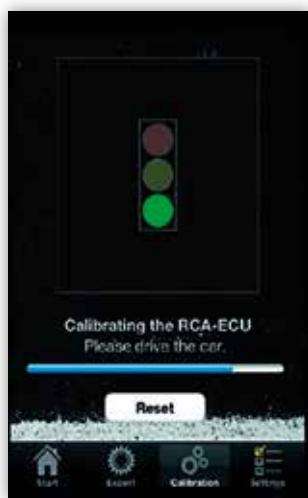 Calibrating the RCA-ECU
Please drive the car.
Reset
Start
Expert
Calibration
Settings